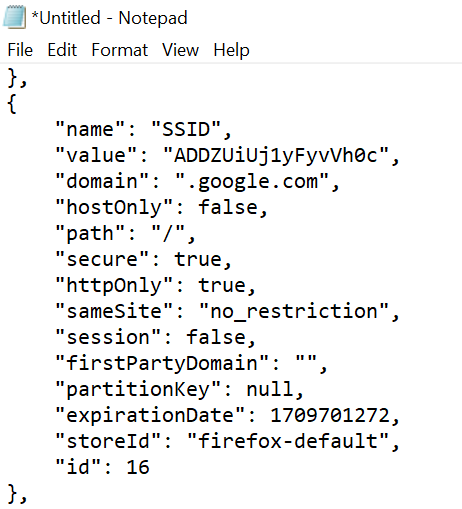 *Untitled - Notepad
File Edit Format View Help
},
{
"name": "SSID",
"value": "ADDZUiUj1yFyvVh0c",
"domain": ".google.com",
"hostOnly": false,
"path": "/",
"secure": true,
"httpOnly": true,
"sameSite": "no_restriction",
"session": false,
"firstPartyDomain": "",
"partitionKey": null,
"expirationDate": 1709701272,
"storeId": "firefox-default",
"id": 16
},